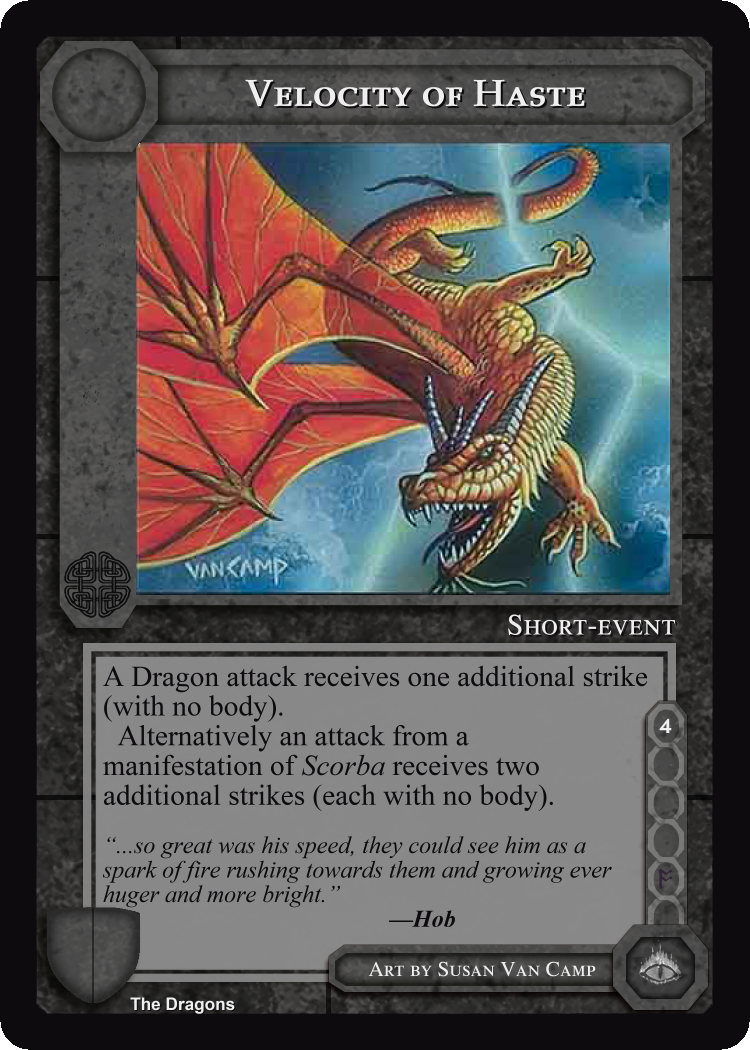 Velocity of Haste
VANCAMP
Short-event
A Dragon attack receives one additional strike
(with no body).
Alternatively an attack from a
manifestation of Scorba receives two
additional strikes (each with no body).
4
“...so great was his speed, they could see him as a
spark of fire rushing towards them and growing ever
huger and more bright.”
—Hob
Art by Susan Van Camp
The Dragons